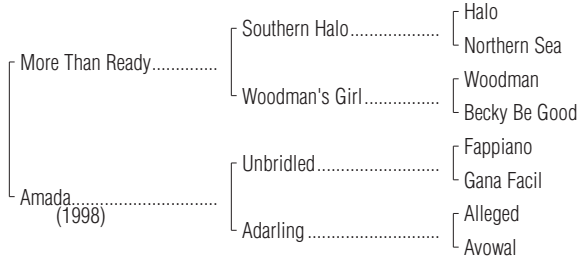 Halo
Southern Halo....................
Northern Sea
More Than Ready..............
Woodman
Woodman's Girl.................
Becky Be Good
Fappiano
Unbridled...........................
Gana Facil
Amada................................
(1998)
Alleged
Adarling.............................
Avowal